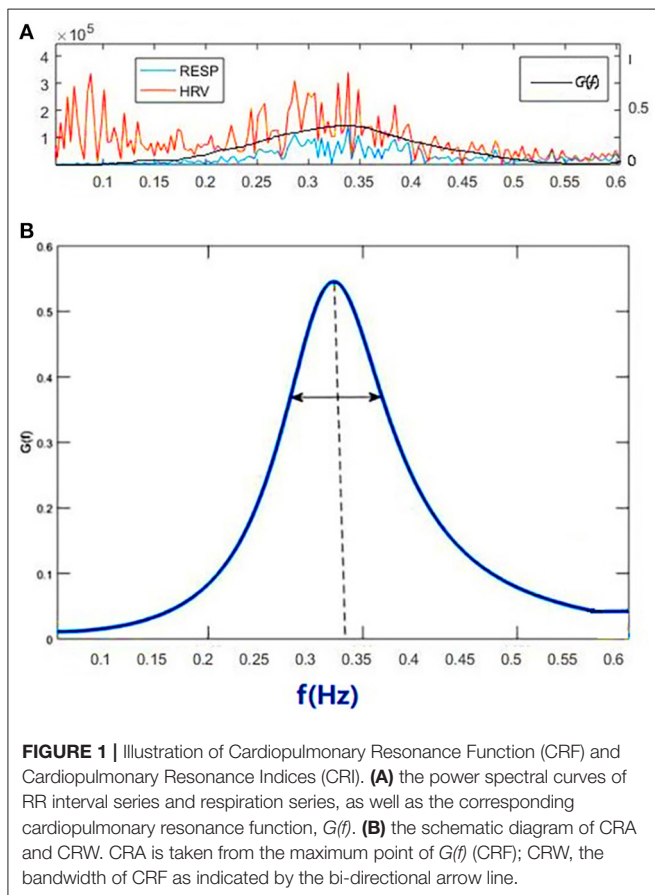 A
×10⁵
4
3
2
1
RESP
HRV
G(f)
1
0.5
0
0.1 0.15 0.2 0.25 0.3 0.35 0.4 0.45 0.5 0.55 0.6
B
0.6
0.5
0.4
0.3
0.2
0.1
0
G(f)
0.1 0.15 0.2 0.25 0.3 0.35 0.4 0.45 0.5 0.6
f(Hz)
FIGURE 1 | Illustration of Cardiopulmonary Resonance Function (CRF) and
Cardiopulmonary Resonance Indices (CRI). (A) the power spectral curves of
RR interval series and respiration series, as well as the corresponding
cardiopulmonary resonance function, G(f). (B) the schematic diagram of CRA
and CRW. CRA is taken from the maximum point of G(f) (CRF); CRW, the
bandwidth of CRF as indicated by the bi-directional arrow line.